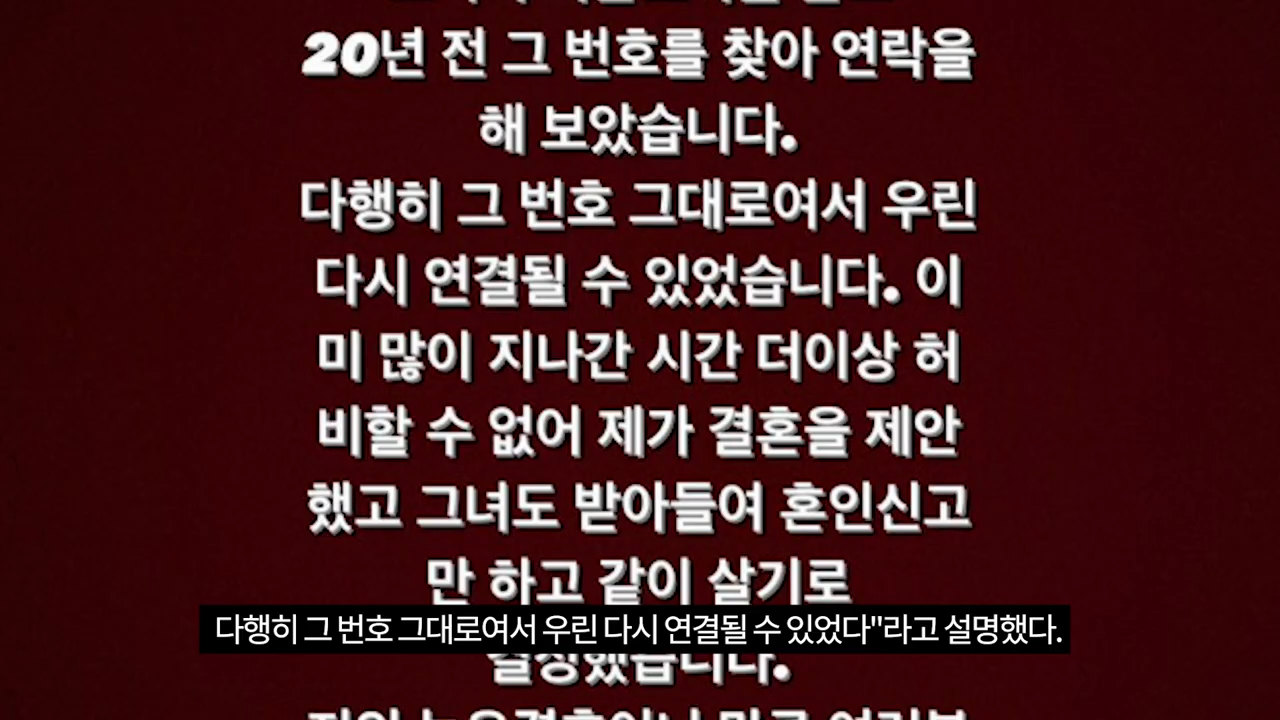 20년 전 그 번호를 찾아 연락을
해 보았습니다.
다행히 그 번호 그대로여서 우린
다시 연결될 수 있었습니다. 이
미 많이 지나간 시간 더이상 허
비할 수 없어 제가 결혼을 제안
했고 그녀도 받아들여 혼인신고
만 하고 같이 살기로
다행히 그 번호 그대로여서 우린 다시 연결될 수 있었다"라고 설명했다.
결정했습니다.